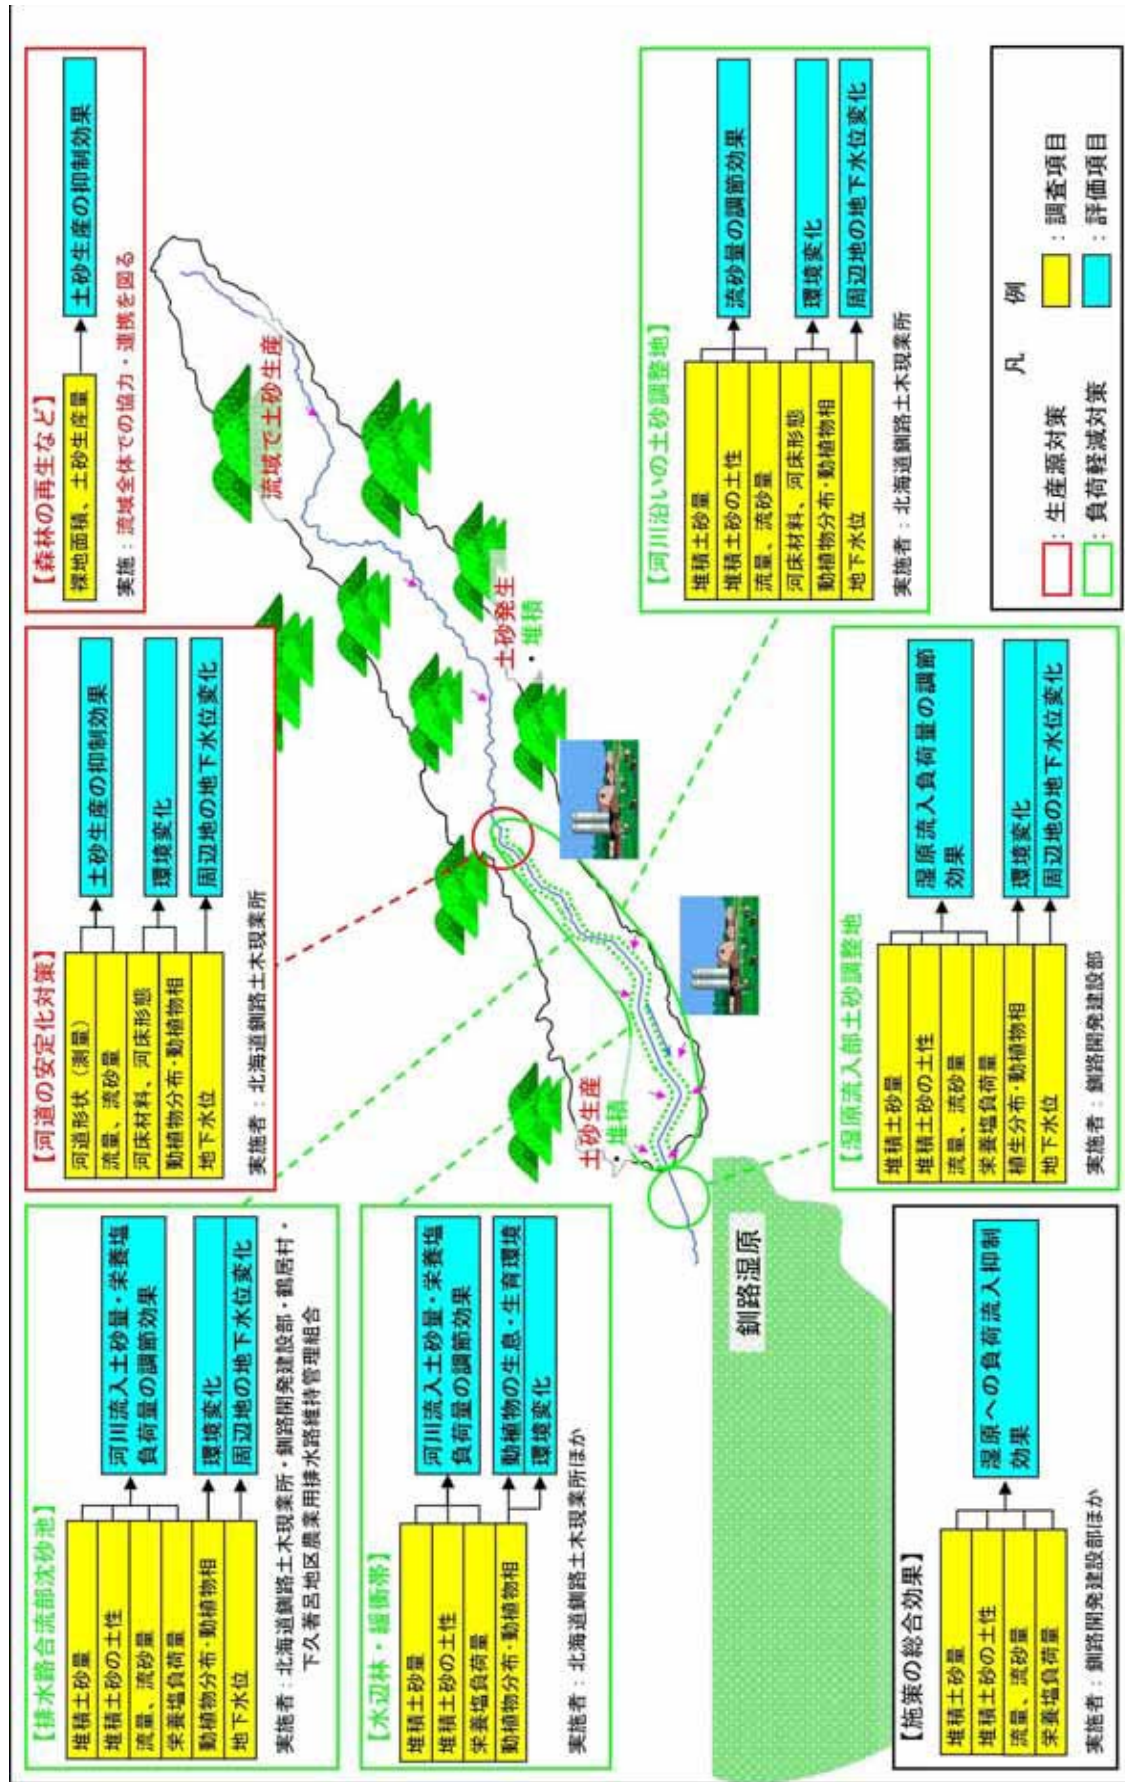 【排水路合流部沈砂池】
堆積土砂量
堆積土砂の土性
流量、流砂量
栄養塩負荷量
動植物分布・動植物相
地下水位
河川流入土砂量・栄養塩
負荷量の調節効果
環境変化
周辺地の地下水位変化
実施者：北海道釧路土木現業所・釧路開発建設部・鶴居村・
下久著呂地区農業用排水路維持管理組合
【河道の安定化対策】
河道形状（測量）
流量、流砂量
河床材料、河床形態
動植物分布・動植物相
地下水位
土砂生産の抑制効果
環境変化
周辺地の地下水位変化
実施者：北海道釧路土木現業所
【森林の再生など】
裸地面積、土砂生産量
土砂生産の抑制効果
実施：流域全体での協力・連携を図る
【水辺林・緩衝帯】
堆積土砂量
堆積土砂の土性
栄養塩負荷量
動植物分布・動植物相
河川流入土砂量・栄養塩
負荷量の調節効果
動植物の生息・生育環境
環境変化
実施者：北海道釧路土木現業所ほか
流域で土砂生産
土砂発生
・堆積
土砂生産
・堆積
釧路湿原
【河川沿いの土砂調整地】
堆積土砂量
堆積土砂の土性
流量、流砂量
河床材料、河床形態
動植物分布・動植物相
地下水位
流砂量の調節効果
環境変化
周辺地の地下水位変化
実施者：北海道釧路土木現業所
【湿原流入部土砂調整地】
堆積土砂量
堆積土砂の土性
流量、流砂量
栄養塩負荷量
植生分布・動植物相
地下水位
湿原流入負荷量の調節
効果
環境変化
周辺地の地下水位変化
実施者：釧路開発建設部
【施策の総合効果】
堆積土砂量
堆積土砂の土性
流量、流砂量
栄養塩負荷量
湿原への負荷流入抑制
効果
実施者：釧路開発建設部ほか
凡　例
：生産源対策
：調査項目
：負荷軽減対策
：評価項目